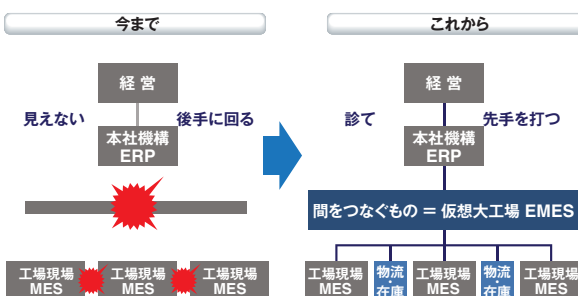 今まで
経営
見えない
後手に回る
本社機構
ERP
工場現場
MES
工場現場
MES
工場現場
MES
これから
経営
診て
先手を打つ
本社機構
ERP
間をつなぐもの = 仮想大工場 EMES
工場現場
MES
物流
・
在庫
工場現場
MES
物流
・
在庫
工場現場
MES